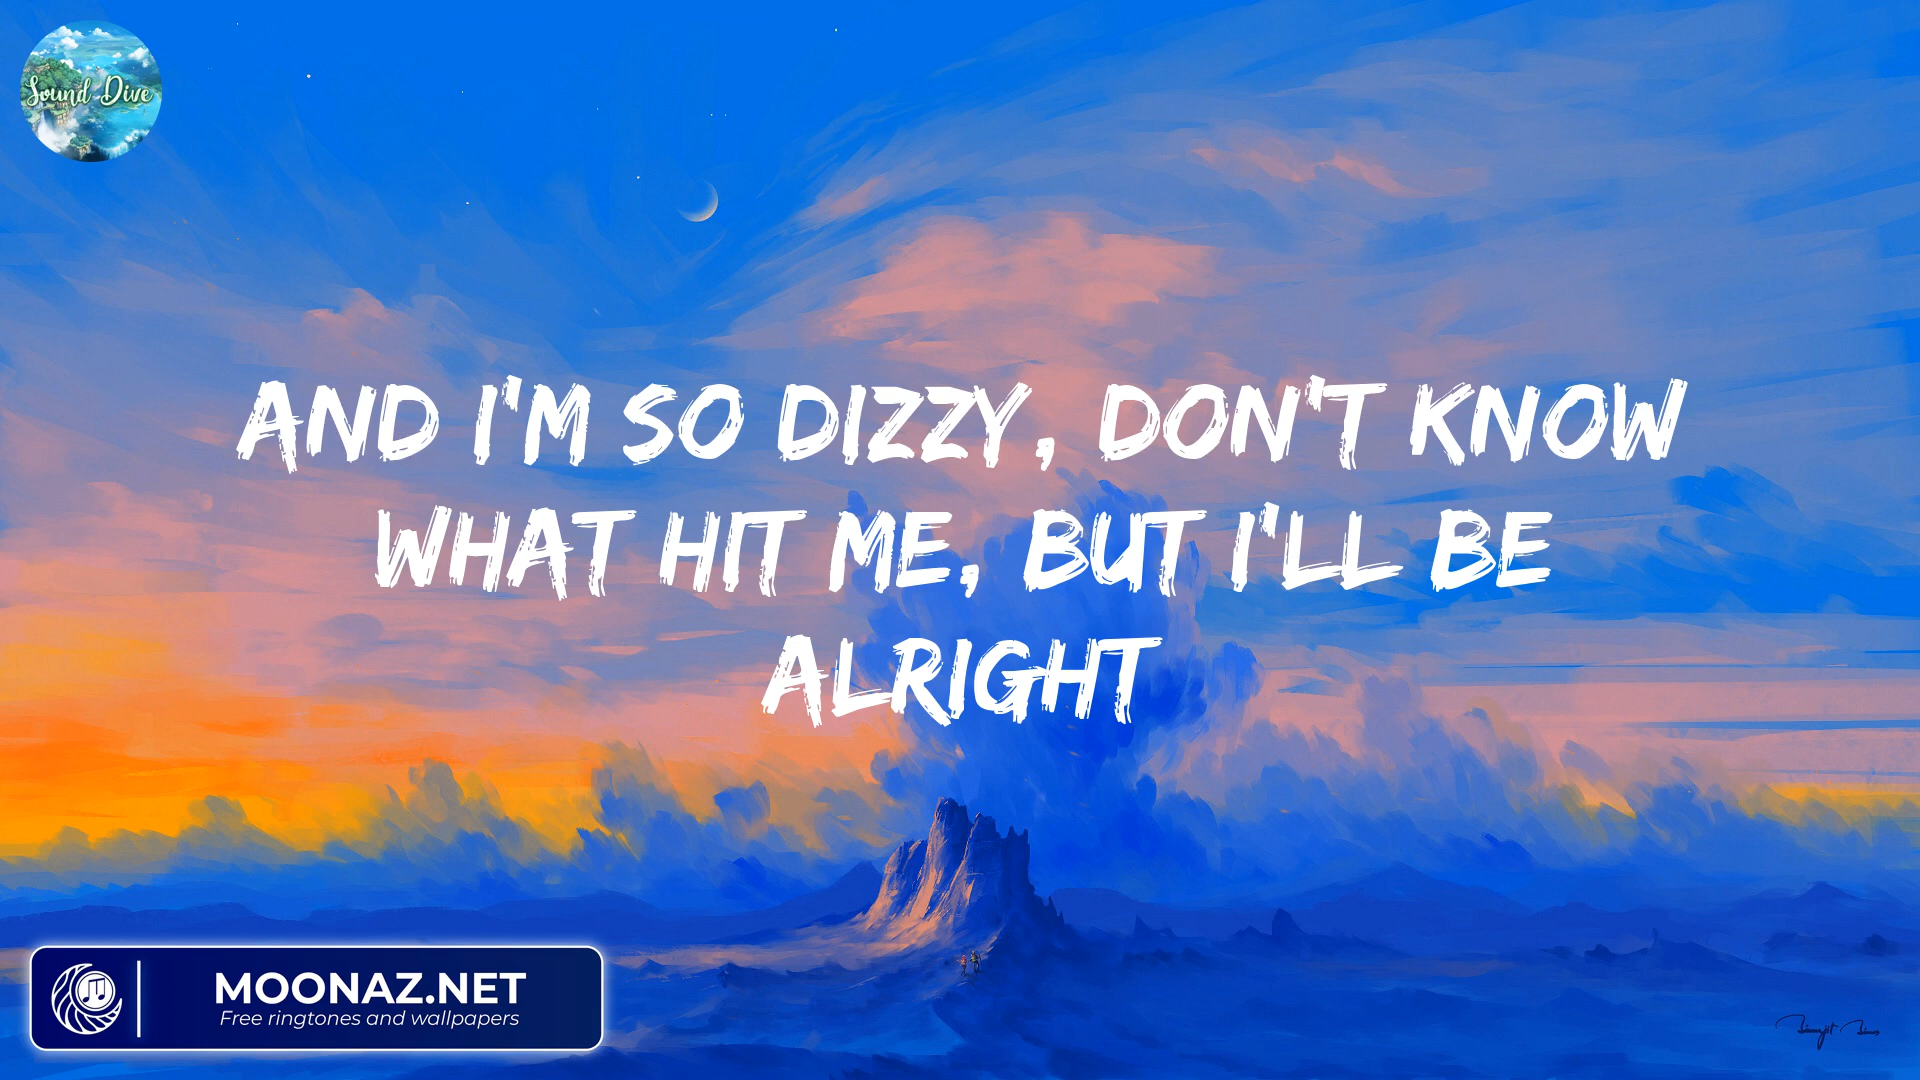 Sound Dive
AND I'M SO DIZZY, DON'T KNOW
WHAT HIT ME, BUT I'LL BE
ALRIGHT
MOONAZ.NET
Free ringtones and wallpapers